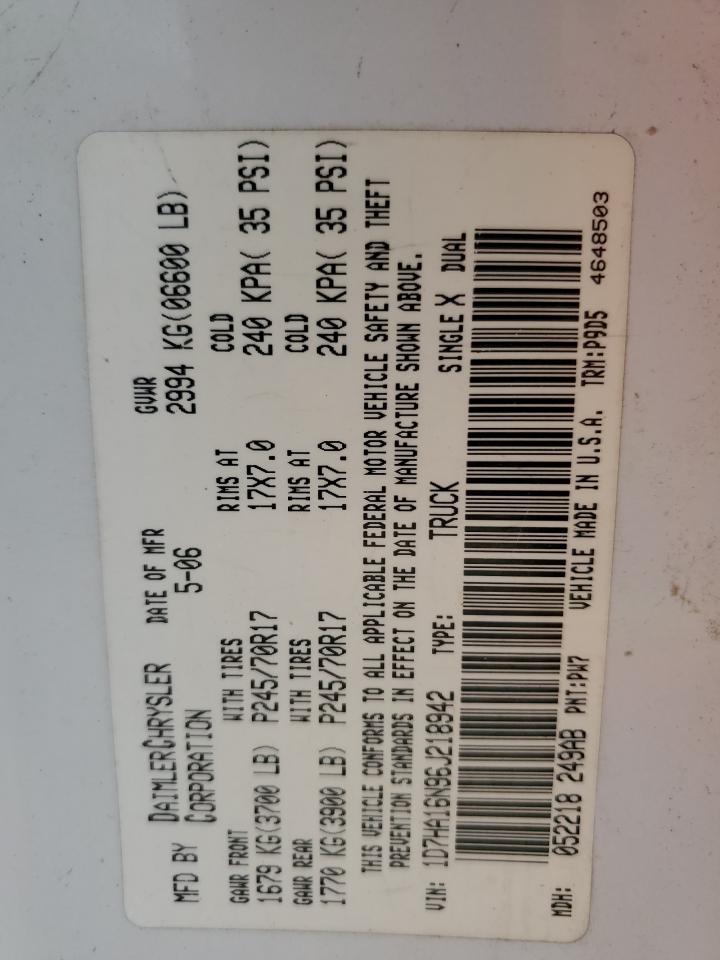 MFD BY DAIMLERCHRYSLER DATE OF MFR GVWR
CORPORATION 5-06 2994 KG(06600 LB)
GAWR FRONT WITH TIRES RIMS AT COLD
1679 KG(3700 LB) P245/70R17 17X7.0 240 KPA( 35 PSI)
GAWR REAR WITH TIRES RIMS AT COLD
1770 KG(3900 LB) P245/70R17 17X7.0 240 KPA( 35 PSI)
THIS VEHICLE CONFORMS TO ALL APPLICABLE FEDERAL MOTOR VEHICLE SAFETY AND THEFT
PREVENTION STANDARDS IN EFFECT ON THE DATE OF MANUFACTURE SHOWN ABOVE.
VIN: 1D7HA16N96J218942 TYPE: TRUCK SINGLE X DUAL
MDH: 052218 249AB PNT:PW7 VEHICLE MADE IN U.S.A. TRM:P9D5 4648503